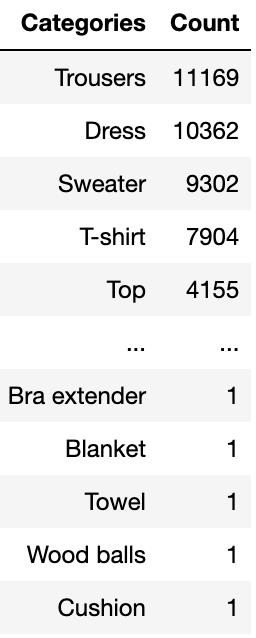 Categories Count
Trousers 11169
Dress 10362
Sweater 9302
T-shirt 7904
Top 4155
... ...
Bra extender 1
Blanket 1
Towel 1
Wood balls 1
Cushion 1